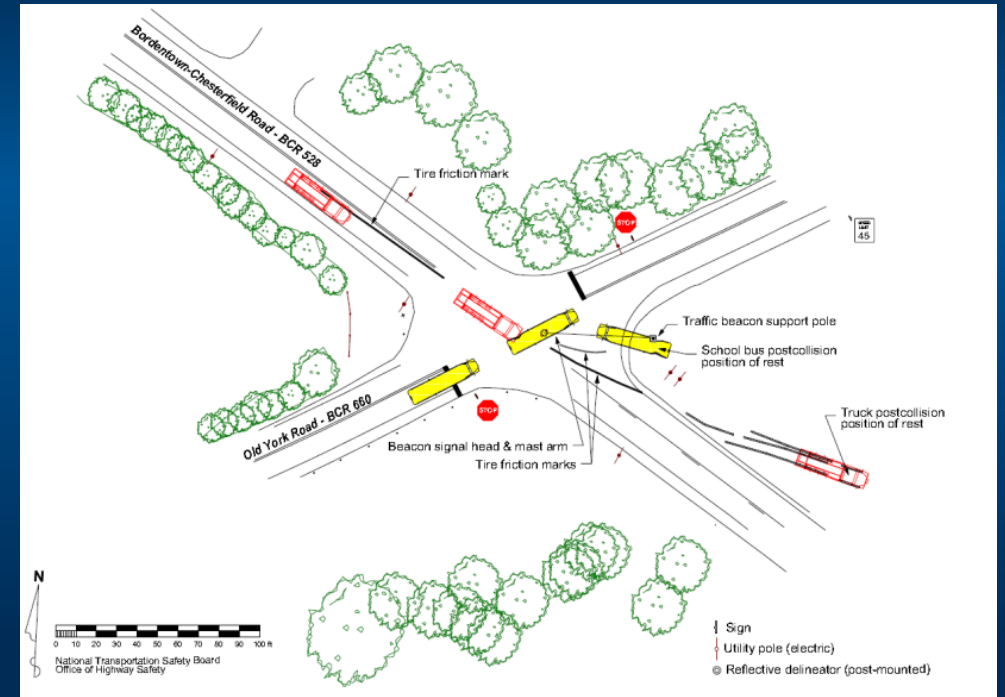 Bordentown-Chesterfield Road - BCR 528
Tire friction mark
STOP
SPEED
LIMIT
45
Traffic beacon support pole
School bus postcollision
position of rest
Truck postcollision
position of rest
STOP
Old York Road - BCR 660
Beacon signal head & mast arm
Tire friction marks
N
0 10 20 30 40 50 60 70 80 90 100 ft
National Transportation Safety Board
Office of Highway Safety
Sign
Utility pole (electric)
Reflective delineator (post-mounted)